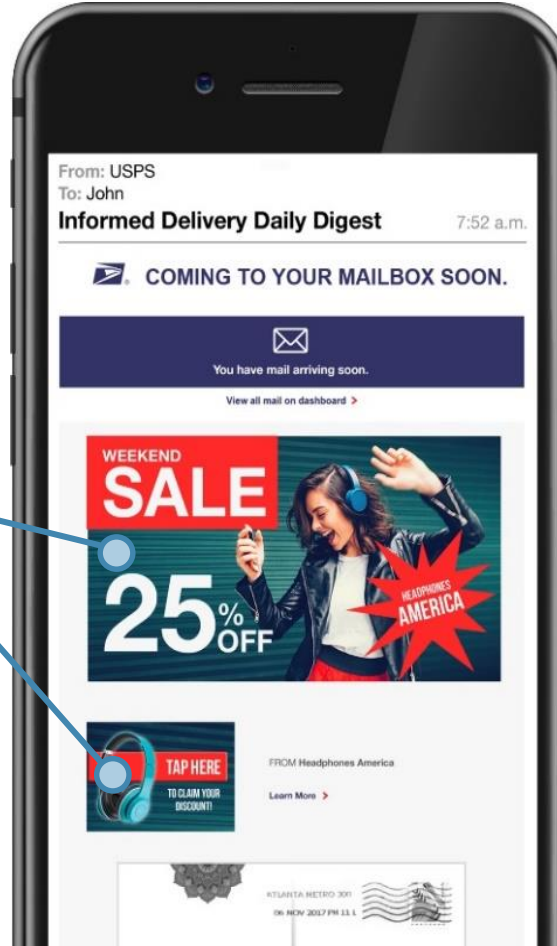 From: USPS
To: John
Informed Delivery Daily Digest 7:52 a.m.
COMING TO YOUR MAILBOX SOON.
You have mail arriving soon.
View all mail on dashboard >
WEEKEND
SALE
25% OFF
HEADPHONES
AMERICA
TAP HERE
TO CLAIM YOUR
DISCOUNT!
FROM Headphones America
Learn More >
ATLANTA METRO 301
06 NOV 2017 PM 11 L